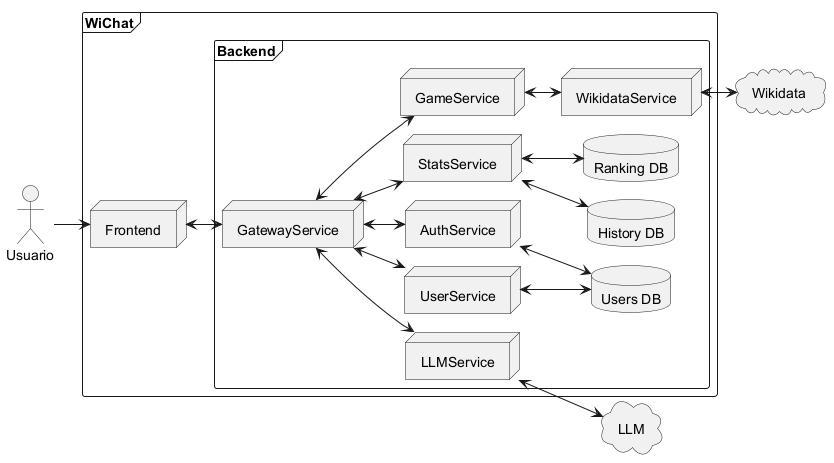 WiChat
Backend
GameService
WikidataService
Wikidata
StatsService
Ranking DB
Usuario
Frontend
GatewayService
AuthService
History DB
UserService
Users DB
LLMService
LLM